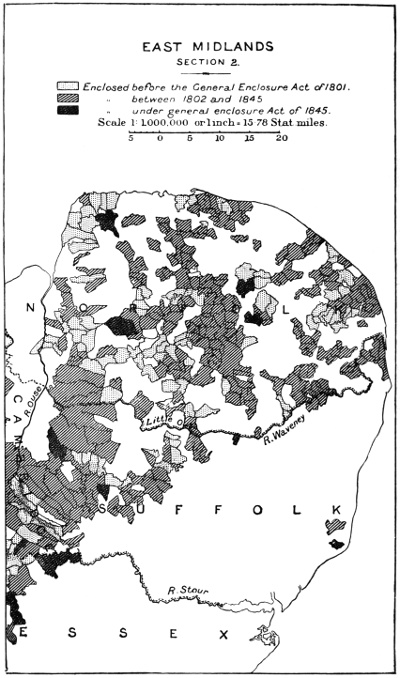 EAST MIDLANDS
SECTION 2.
Enclosed before the General Enclosure Act of 1801.
" between 1802 and 1845
" under general enclosure Act of 1845.
Scale 1: 1.000,000 or 1 inch = 15 78 Stat miles.
5 0 5 10 15 20
N O R F O L K
CAMBRIDGE
R. Ouse
Little O.
R. Waveney
S U F F O L K
R. Stour
E S S E X